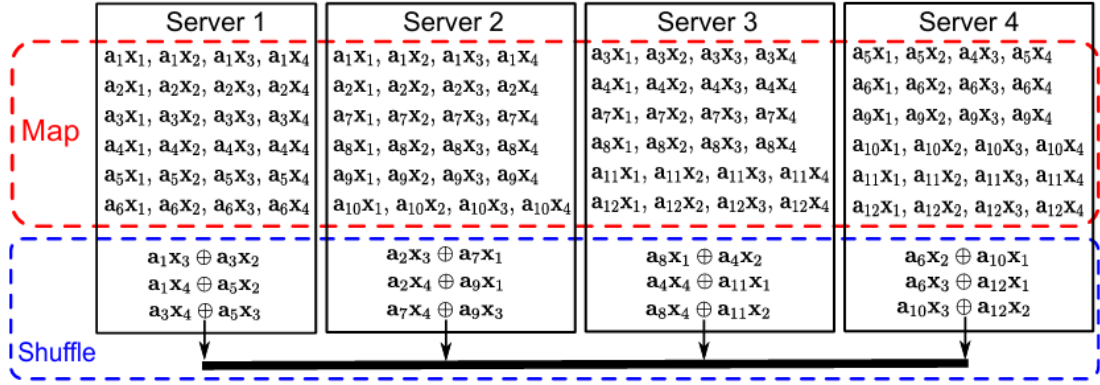 Server 1
a₁x₁, a₁x₂, a₁x₃, a₁x₄
a₂x₁, a₂x₂, a₂x₃, a₂x₄
a₃x₁, a₃x₂, a₃x₃, a₃x₄
a₄x₁, a₄x₂, a₄x₃, a₄x₄
a₅x₁, a₅x₂, a₅x₃, a₅x₄
a₆x₁, a₆x₂, a₆x₃, a₆x₄
Server 2
a₁x₁, a₁x₂, a₁x₃, a₁x₄
a₂x₁, a₂x₂, a₂x₃, a₂x₄
a₇x₁, a₇x₂, a₇x₃, a₇x₄
a₈x₁, a₈x₂, a₈x₃, a₈x₄
a₉x₁, a₉x₂, a₉x₃, a₉x₄
a₁₀x₁, a₁₀x₂, a₁₀x₃, a₁₀x₄
Server 3
a₃x₁, a₃x₂, a₃x₃, a₃x₄
a₄x₁, a₄x₂, a₄x₃, a₄x₄
a₇x₁, a₇x₂, a₇x₃, a₇x₄
a₈x₁, a₈x₂, a₈x₃, a₈x₄
a₁₁x₁, a₁₁x₂, a₁₁x₃, a₁₁x₄
a₁₂x₁, a₁₂x₂, a₁₂x₃, a₁₂x₄
Server 4
a₅x₁, a₅x₂, a₄x₃, a₅x₄
a₆x₁, a₆x₂, a₆x₃, a₆x₄
a₉x₁, a₉x₂, a₉x₃, a₉x₄
a₁₀x₁, a₁₀x₂, a₁₀x₃, a₁₀x₄
a₁₁x₁, a₁₁x₂, a₁₁x₃, a₁₁x₄
a₁₂x₁, a₁₂x₂, a₁₂x₃, a₁₂x₄
Map
a₁x₃ ⊕ a₃x₂
a₁x₄ ⊕ a₅x₂
a₃x₄ ⊕ a₅x₃
a₂x₃ ⊕ a₇x₁
a₂x₄ ⊕ a₉x₁
a₇x₄ ⊕ a₉x₃
a₈x₁ ⊕ a₄x₂
a₄x₄ ⊕ a₁₁x₁
a₈x₄ ⊕ a₁₁x₂
a₆x₂ ⊕ a₁₀x₁
a₆x₃ ⊕ a₁₂x₁
a₁₀x₃ ⊕ a₁₂x₂
Shuffle